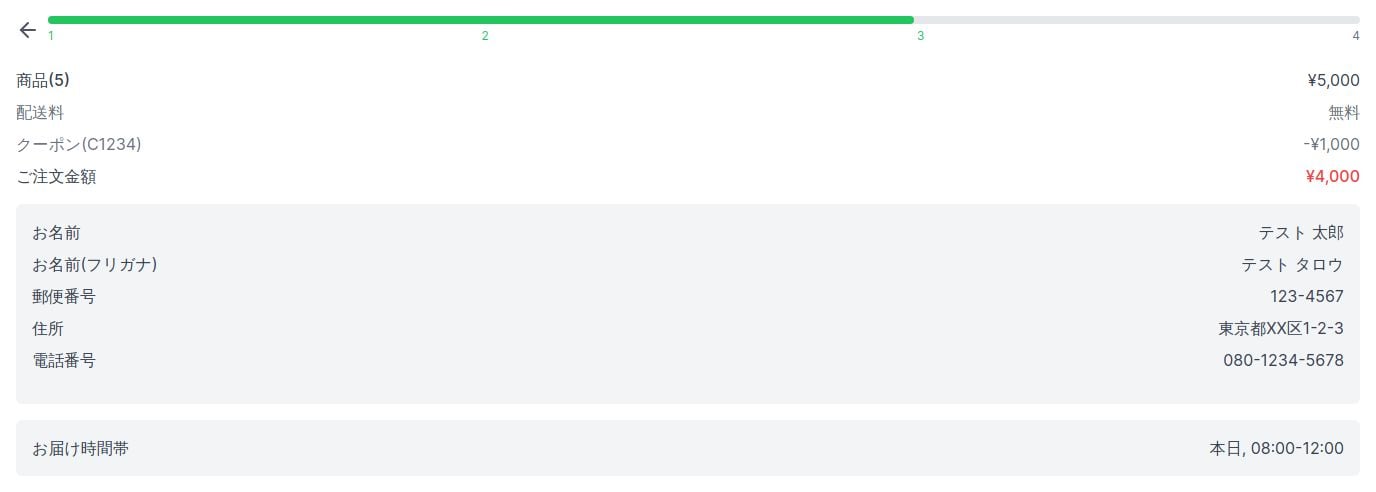 1 2 3 4
商品(5) ¥5,000
配送料 無料
クーポン(C1234) -¥1,000
ご注文金額 ¥4,000
お名前 テスト 太郎
お名前(フリガナ) テスト タロウ
郵便番号 123-4567
住所 東京都XX区1-2-3
電話番号 080-1234-5678
お届け時間帯 本日, 08:00-12:00